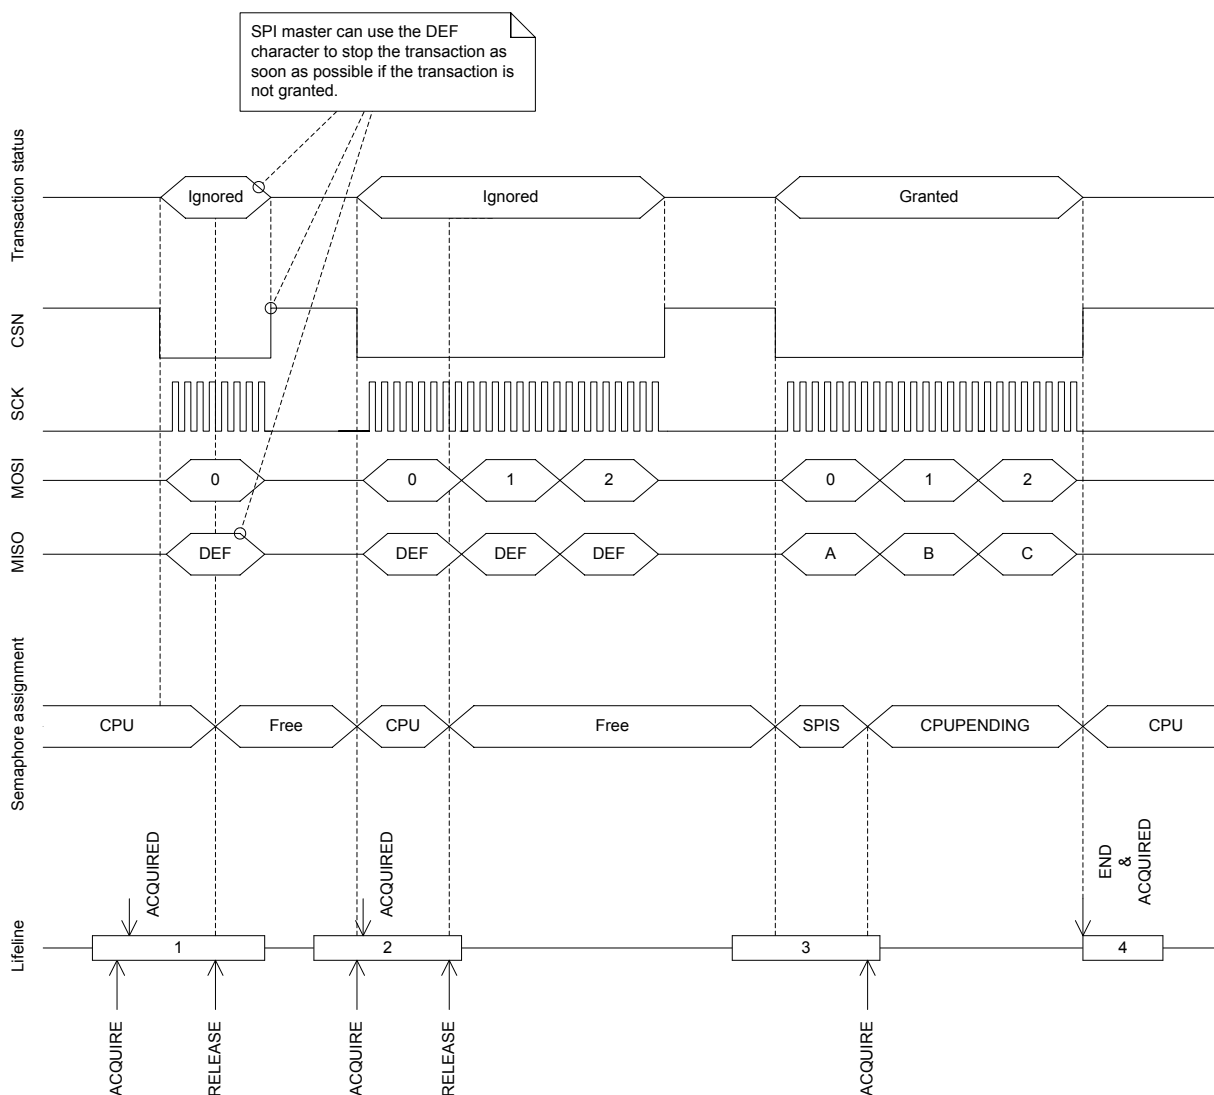 SPI master can use the DEF
character to stop the transaction as
soon as possible if the transaction is
not granted.
Transaction status
Ignored
Ignored
Granted
CSN
SCK
MOSI
0
0
1
2
0
1
2
MISO
DEF
DEF
DEF
DEF
A
B
C
Semaphore assignment
CPU
Free
CPU
Free
SPIS
CPUPENDING
CPU
ACQUIRED
ACQUIRED
END
&
ACQUIRED
Lifeline
1
2
3
4
ACQUIRE
RELEASE
ACQUIRE
RELEASE
ACQUIRE